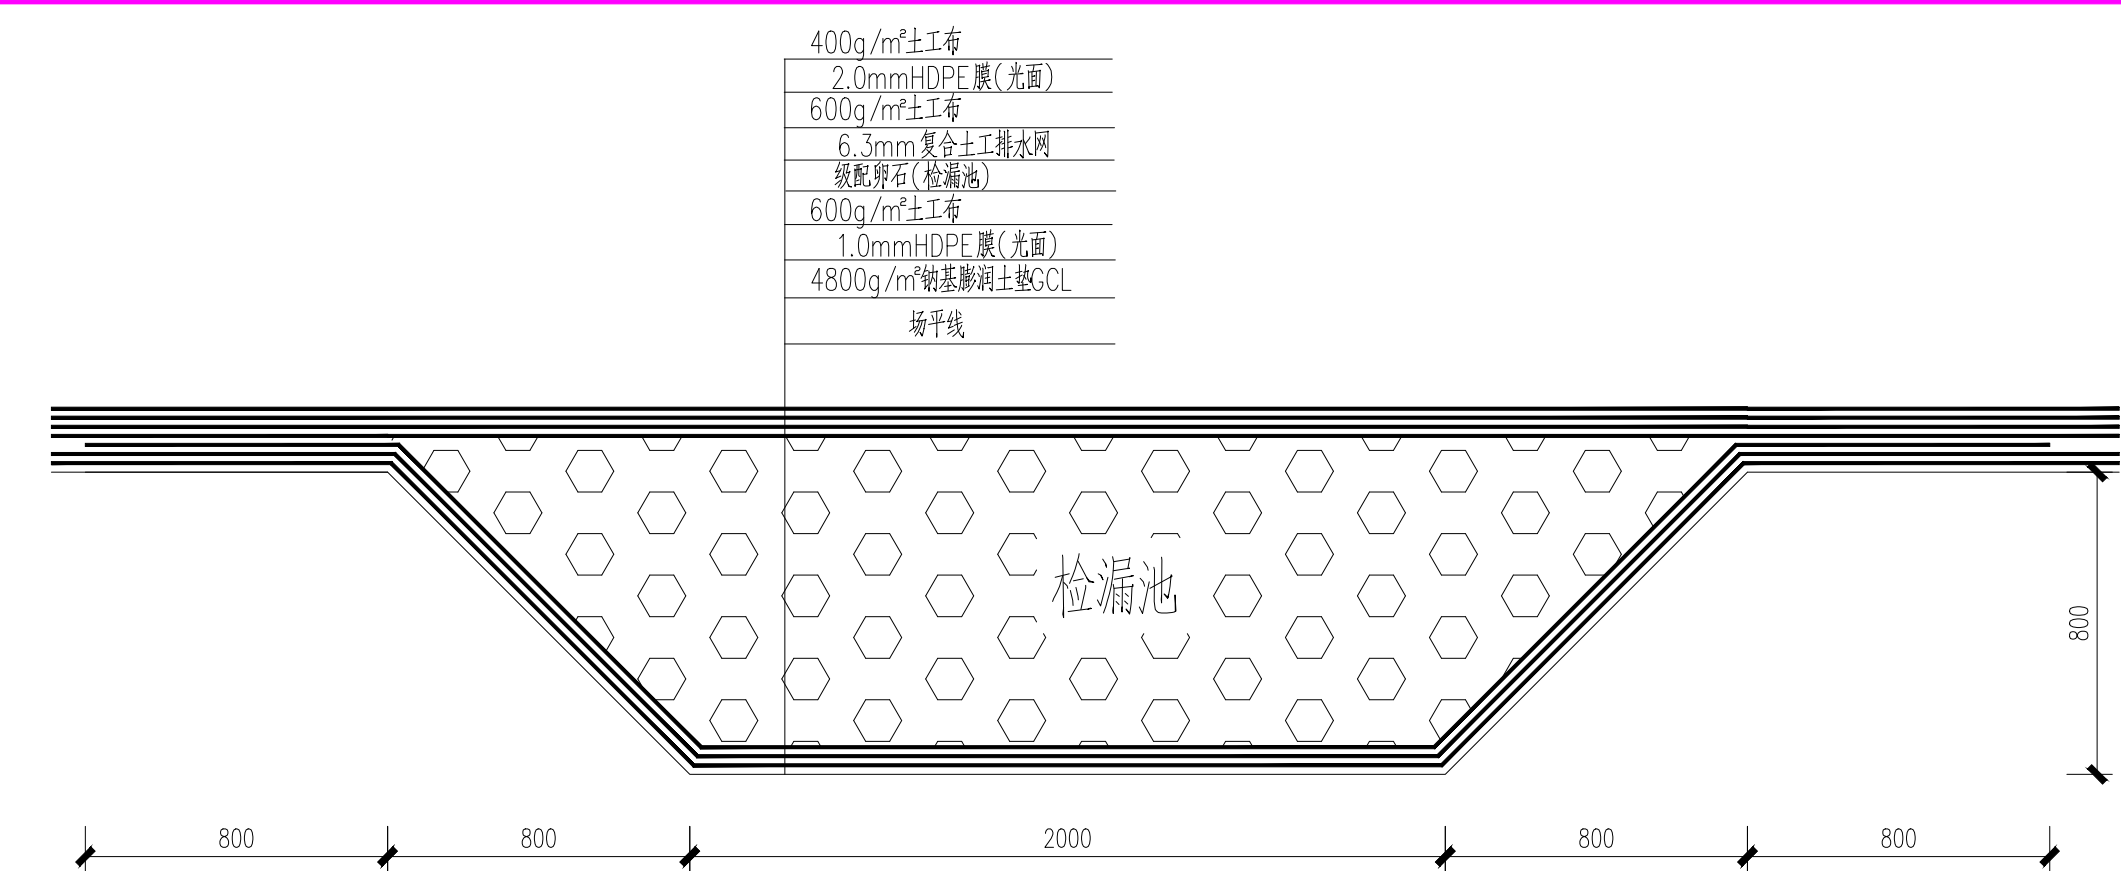 400g/m²土工布
2.0mmHDPE膜(光面)
600g/m²土工布
6.3mm复合土工排水网
级配卵石(检漏池)
600g/m²土工布
1.0mmHDPE膜(光面)
4800g/m²钠基膨润土垫GCL
场平线
检漏池
800
800
800
2000
800
800